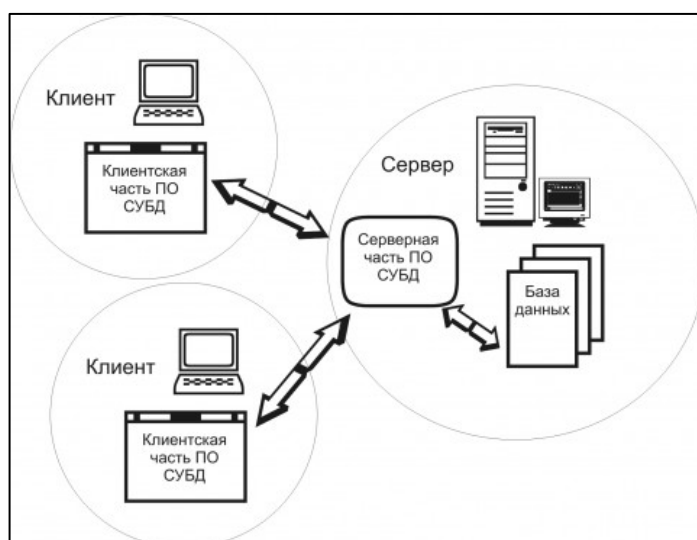 Клиент
Клиентская
часть ПО
СУБД
Сервер
Серверная
часть ПО
СУБД
База
данных
Клиент
Клиентская
часть ПО
СУБД